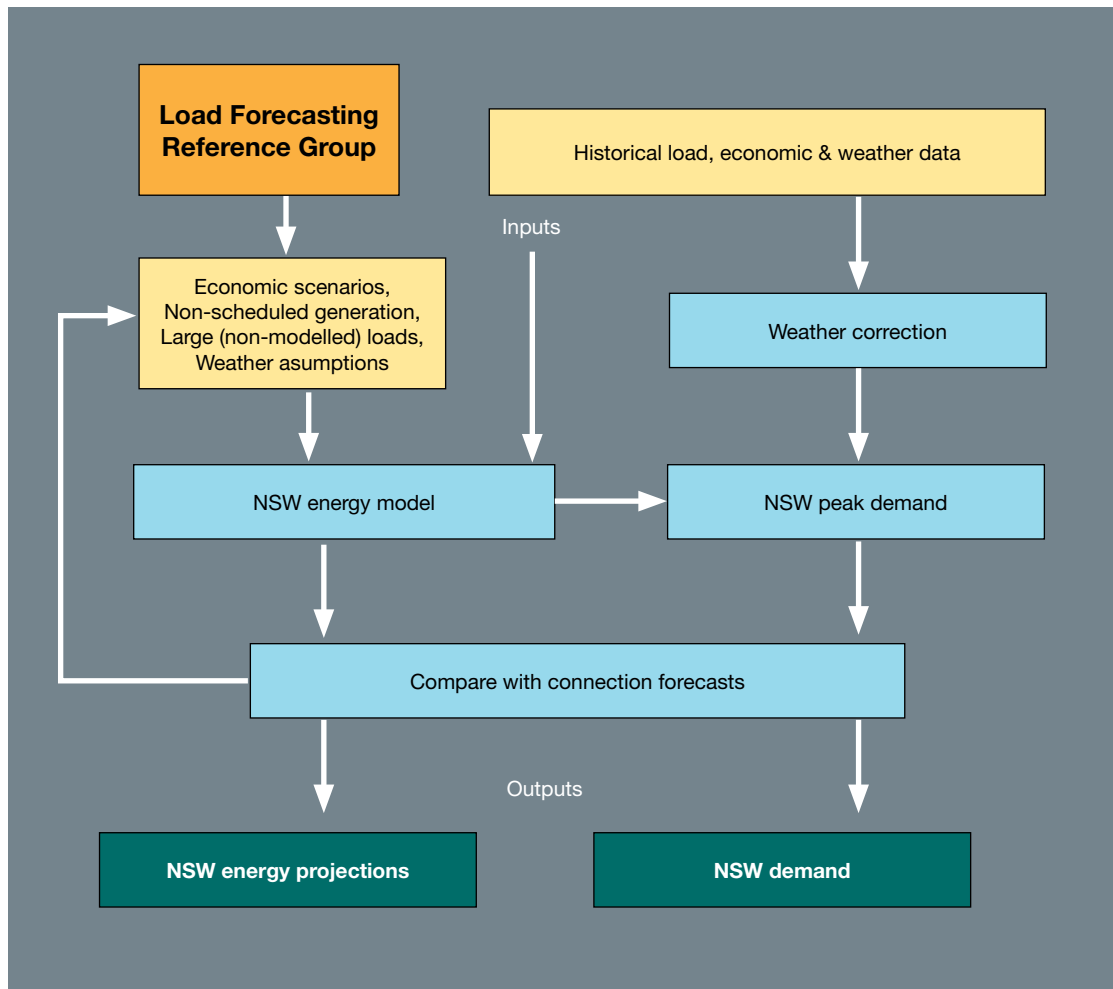 Load Forecasting
Reference Group
Historical load, economic & weather data
Inputs
Economic scenarios,
Non-scheduled generation,
Large (non-modelled) loads,
Weather asumptions
Weather correction
NSW energy model
NSW peak demand
Compare with connection forecasts
Outputs
NSW energy projections
NSW demand